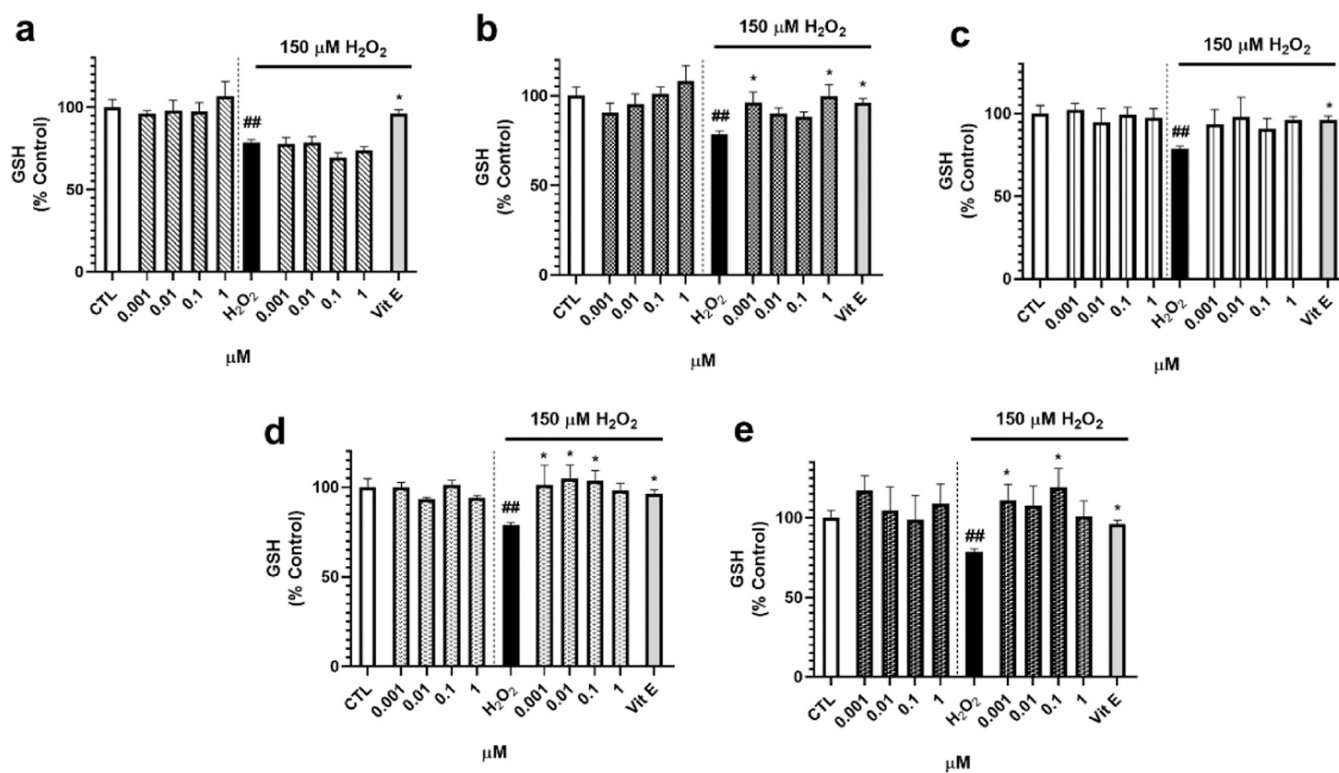 a
150 μM H₂O₂
GSH
(% Control)
100
50
0
##
*
CTL
0.001
0.01
0.1
1
H₂O₂
0.001
0.01
0.1
1
Vit E
μM
b
150 μM H₂O₂
GSH
(% Control)
100
50
0
##
*
*
*
CTL
0.001
0.01
0.1
1
H₂O₂
0.001
0.01
0.1
1
Vit E
μM
c
150 μM H₂O₂
GSH
(% Control)
100
50
0
##
*
CTL
0.001
0.01
0.1
1
H₂O₂
0.001
0.01
0.1
1
Vit E
μM
d
150 μM H₂O₂
GSH
(% Control)
100
50
0
##
*
*
*
*
CTL
0.001
0.01
0.1
1
H₂O₂
0.001
0.01
0.1
1
Vit E
μM
e
150 μM H₂O₂
GSH
(% Control)
100
50
0
##
*
*
*
CTL
0.001
0.01
0.1
1
H₂O₂
0.001
0.01
0.1
1
Vit E
μM